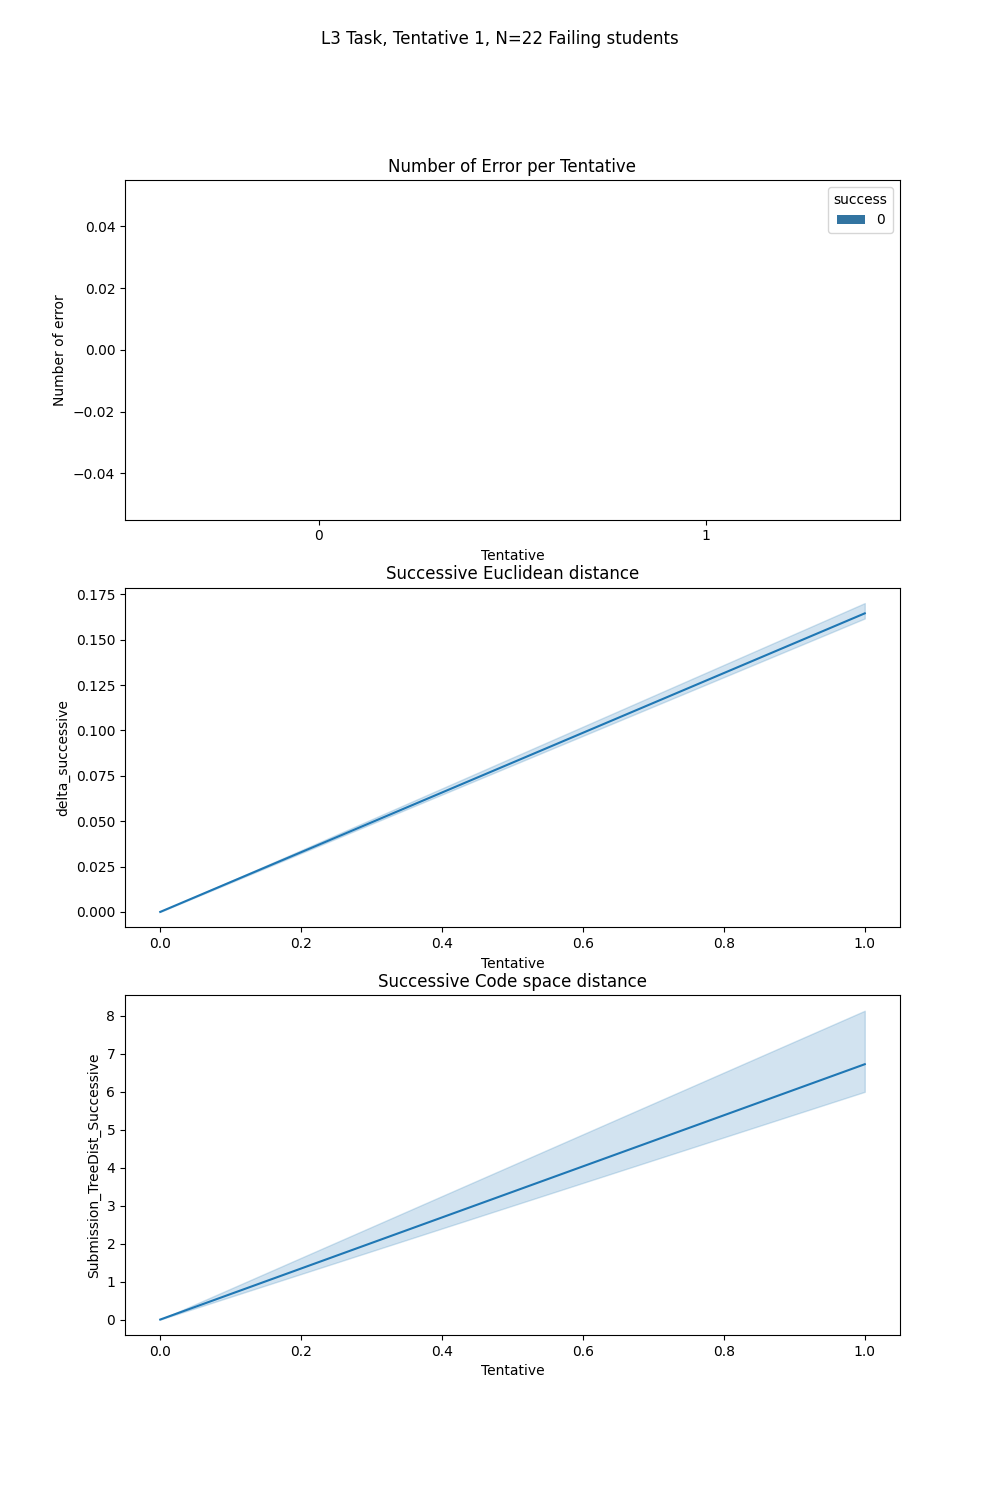 L3 Task, Tentative 1, N=22 Failing students
Number of Error per Tentative
success
0
0.04
0.02
0.00
−0.02
−0.04
Number of error
0 1
Tentative
Successive Euclidean distance
0.175
0.150
0.125
0.100
0.075
0.050
0.025
0.000
delta_successive
0.0 0.2 0.4 0.6 0.8 1.0
Tentative
Successive Code space distance
8
7
6
5
4
3
2
1
0
Submission_TreeDist_Successive
0.0 0.2 0.4 0.6 0.8 1.0
Tentative